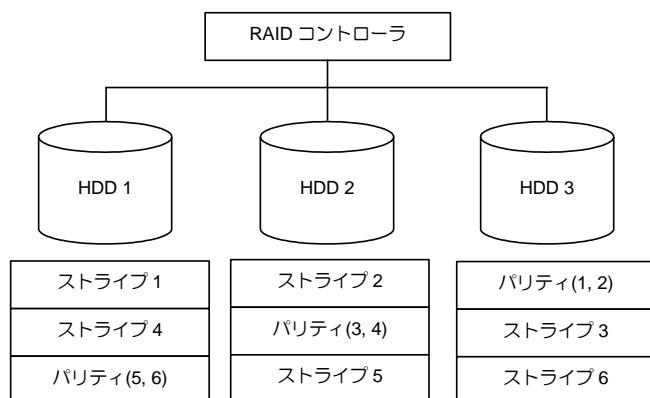 RAID コントローラ
HDD 1
HDD 2
HDD 3
ストライプ 1
ストライプ 2
パリティ(1, 2)
ストライプ 4
パリティ(3, 4)
ストライプ 3
パリティ(5, 6)
ストライプ 5
ストライプ 6